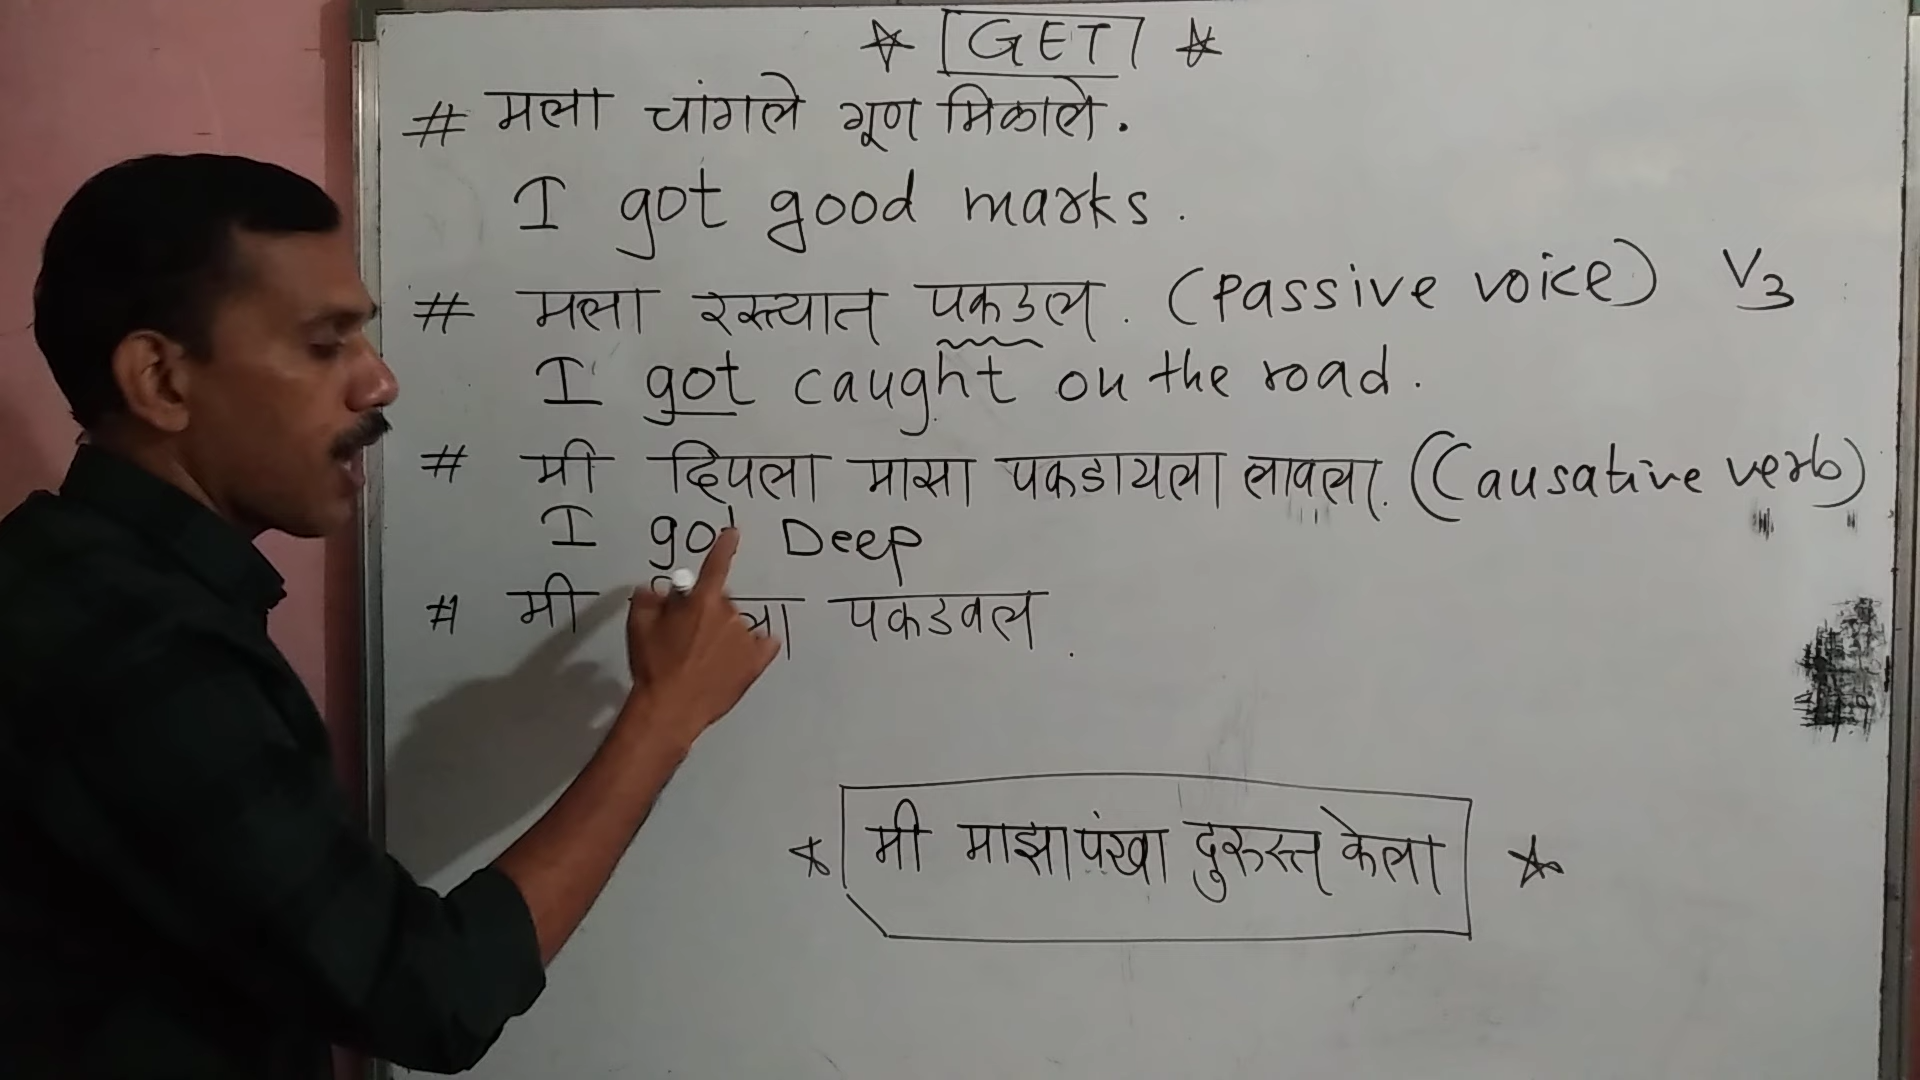 GET
# मला चांगले गूण मिळाले.
I got good marks.
# मला रस्त्यात पकडल. (Passive voice) V3
I got caught on the road.
# मी दिपला मासा पकडायला लावला. (Causative verb)
I got Deep
# मी ला पकडवल.
मी माझा पंखा दुरुस्त केला